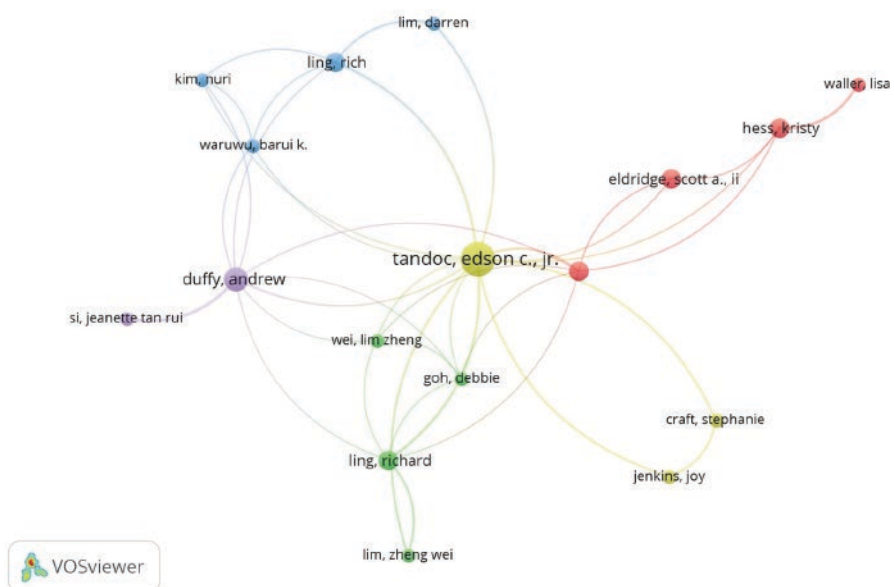 lim, darren
ling, rich
kim, nuri
waller, lisa
hess, kristy
waruwu, barui k.
eldridge, scott a., ii
tandoc, edson c., jr.
duffy, andrew
si, jeanette tan rui
wei, lim zheng
goh, debbie
craft, stephanie
ling, richard
jenkins, joy
lim, zheng wei
VOSviewer